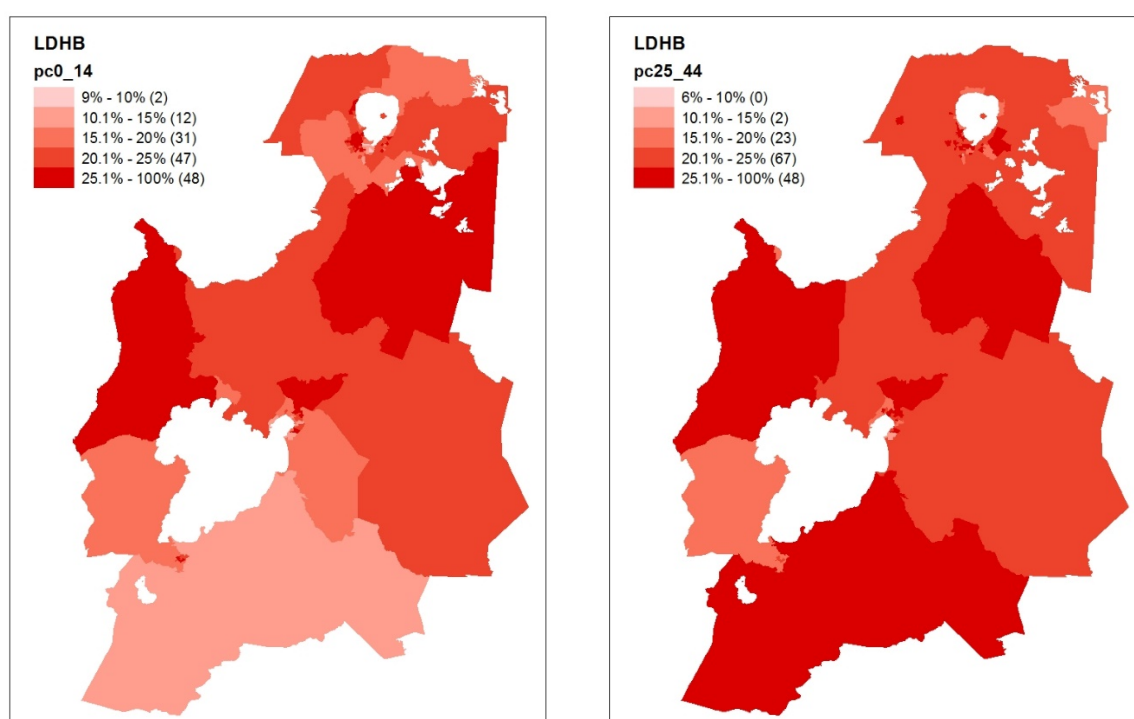 LDHB
pc0_14
9% - 10% (2)
10.1% - 15% (12)
15.1% - 20% (31)
20.1% - 25% (47)
25.1% - 100% (48)
LDHB
pc25_44
6% - 10% (0)
10.1% - 15% (2)
15.1% - 20% (23)
20.1% - 25% (67)
25.1% - 100% (48)